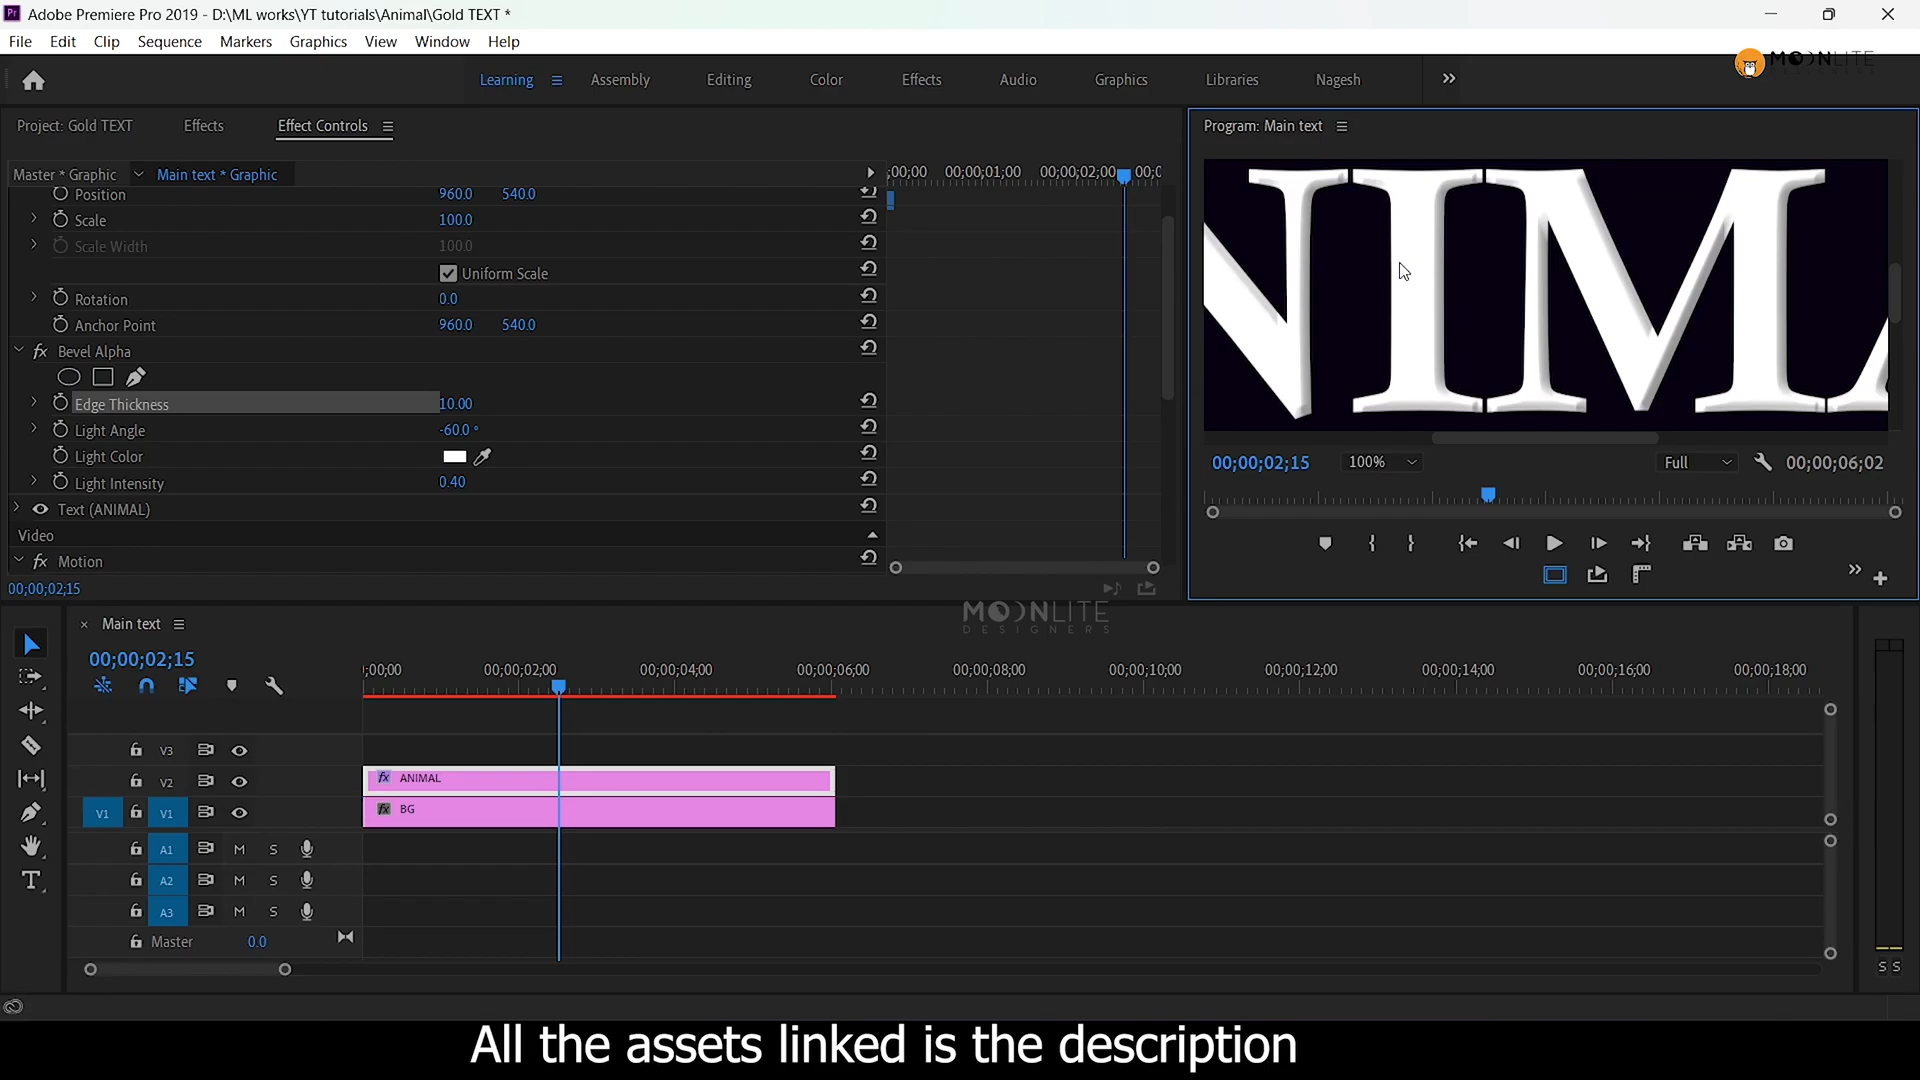 Adobe Premiere Pro 2019 - D:\ML works\YT tutorials\Animal\Gold TEXT *
File Edit Clip Sequence Markers Graphics View Window Help
MOONLITE
Learning Assembly Editing Color Effects Audio Graphics Libraries Nagesh
Project: Gold TEXT Effects Effect Controls
Program: Main text
Master * Graphic Main text * Graphic
;00;00 00;00;01;00 00;00;02;00 00;0
Position 960.0 540.0
Scale 100.0
Scale Width 100.0
Uniform Scale
Rotation 0.0
Anchor Point 960.0 540.0
fx Bevel Alpha
Edge Thickness 10.00
Light Angle -60.0 °
Light Color
Light Intensity 0.40
Text (ANIMAL)
Video
fx Motion
00;00;02;15
NIMA
00;00;02;15 100% Full 00;00;06;02
MOONLITE
DESIGNERS
× Main text
00;00;02;15
;00;00 00;00;02;00 00;00;04;00 00;00;06;00 00;00;08;00 00;00;10;00 00;00;12;00 00;00;14;00 00;00;16;00 00;00;18;00
V3
V2 fx ANIMAL
V1 V1 fx BG
A1 M S
A2 M S
A3 M S
Master 0.0
S S
All the assets linked is the description